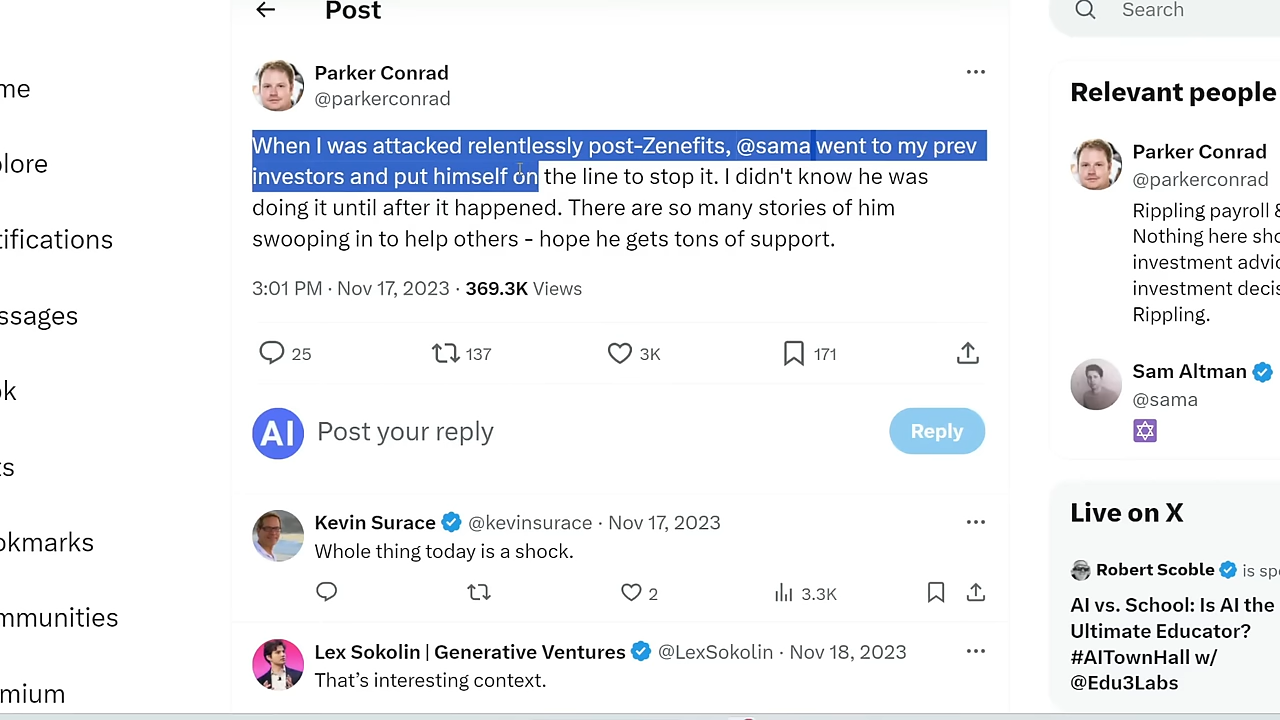 Post
Search
Parker Conrad
@parkerconrad
When I was attacked relentlessly post-Zenefits, @sama went to my prev
investors and put himself on the line to stop it. I didn't know he was
doing it until after it happened. There are so many stories of him
swooping in to help others - hope he gets tons of support.
3:01 PM · Nov 17, 2023 · 369.3K Views
25
137
3K
171
AI
Post your reply
Reply
Kevin Surace @kevinsurace · Nov 17, 2023
Whole thing today is a shock.
2
3.3K
Lex Sokolin | Generative Ventures @LexSokolin · Nov 18, 2023
That’s interesting context.
me
lore
tifications
ssages
k
ts
okmarks
mmunities
mium
Relevant people
Parker Conrad
@parkerconrad
Rippling payroll &
Nothing here sho
investment advic
investment decis
Rippling.
Sam Altman
@sama
Live on X
Robert Scoble is spe
AI vs. School: Is AI the
Ultimate Educator?
#AITownHall w/
@Edu3Labs